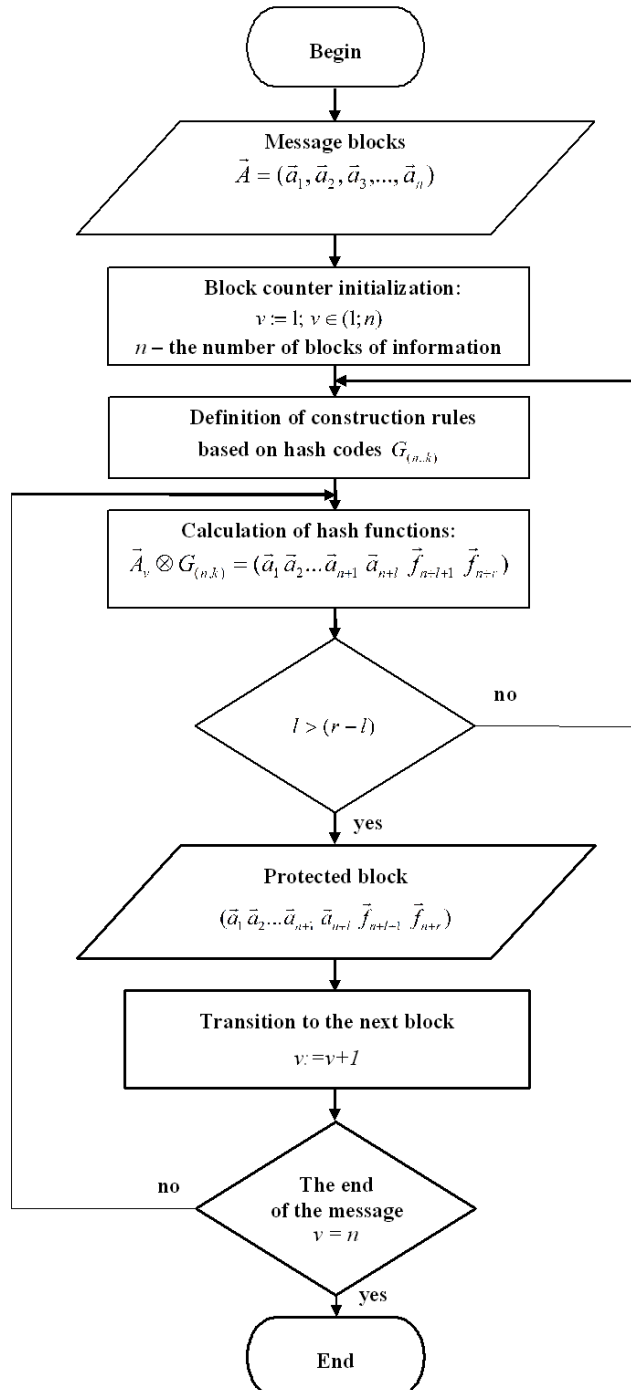 Begin
Message blocks
A⃗ = (a⃗₁, a⃗₂, a⃗₃,..., a⃗ₙ)
Block counter initialization:
v := 1; v ∈ (1; n)
n – the number of blocks of information
Definition of construction rules
based on hash codes G₍ₙ,ₖ₎
Calculation of hash functions:
A⃗ᵥ ⊗ G₍ₙ,ₖ₎ = (a⃗₁ a⃗₂... a⃗ₙ₊₁ a⃗ₙ₊ₗ f⃗ₙ₊ₗ₊₁ f⃗ₙ₊ᵣ)
l > (r – l)
no
yes
Protected block
(a⃗₁ a⃗₂... a⃗ₙ₊₁ a⃗ₙ₊ₗ f⃗ₙ₊ₗ₊₁ f⃗ₙ₊ᵣ)
Transition to the next block
v:=v+1
no
The end
of the message
v = n
yes
End